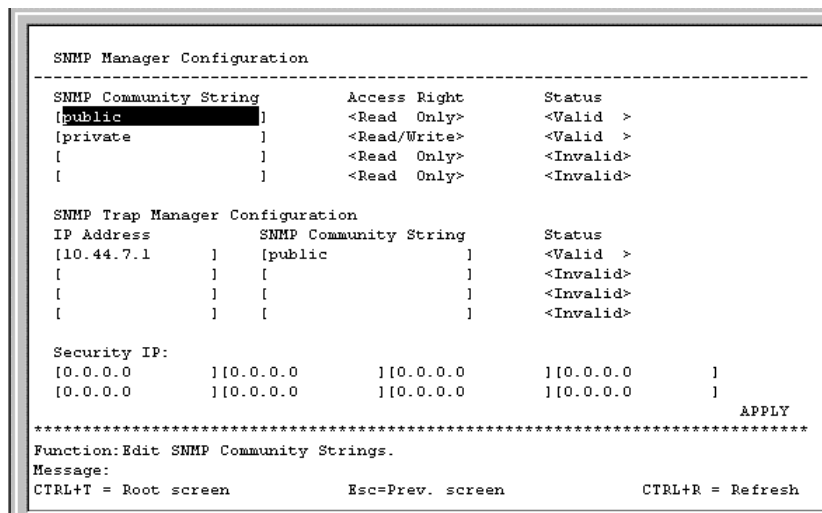 SNMP Manager Configuration
--------------------------------------------------------------------------------
SNMP Community String Access Right Status
[public ] <Read Only> <Valid >
[private ] <Read/Write> <Valid >
[ ] <Read Only> <Invalid>
[ ] <Read Only> <Invalid>
SNMP Trap Manager Configuration
IP Address SNMP Community String Status
[10.44.7.1 ] [public ] <Valid >
[ ] [ ] <Invalid>
[ ] [ ] <Invalid>
[ ] [ ] <Invalid>
Security IP:
[0.0.0.0 ][0.0.0.0 ][0.0.0.0 ][0.0.0.0 ]
[0.0.0.0 ][0.0.0.0 ][0.0.0.0 ][0.0.0.0 ]
APPLY
********************************************************************************
Function:Edit SNMP Community Strings.
Message:
CTRL+T = Root screen Esc=Prev. screen CTRL+R = Refresh